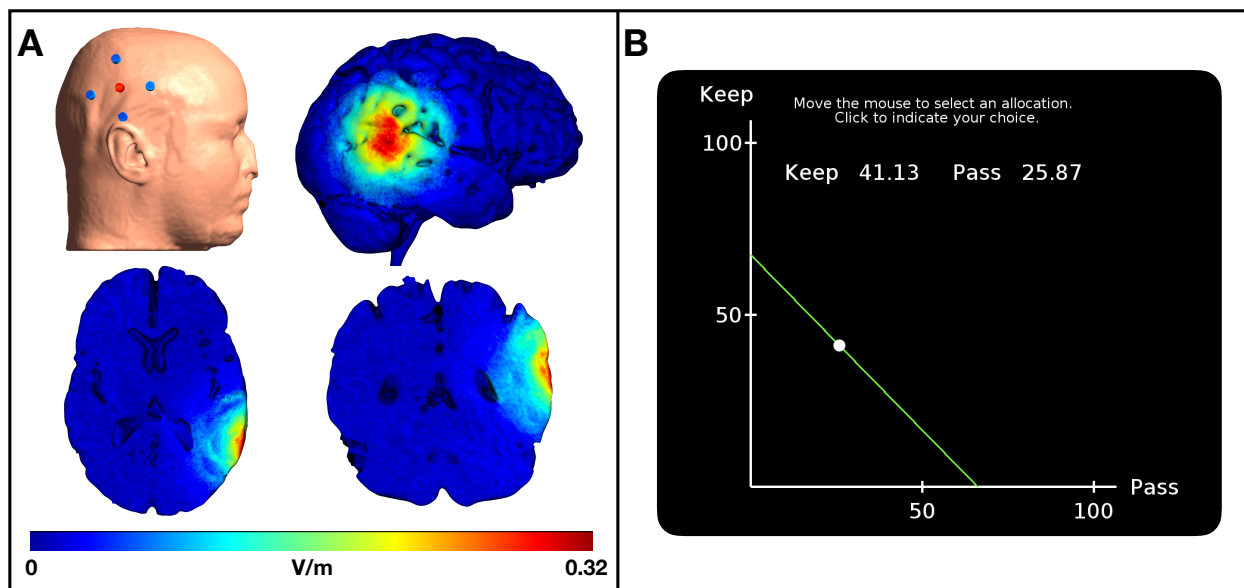 A
0
V/m
0.32
B
Keep
Move the mouse to select an allocation.
Click to indicate your choice.
100
Keep 41.13 Pass 25.87
50
Pass
50
100